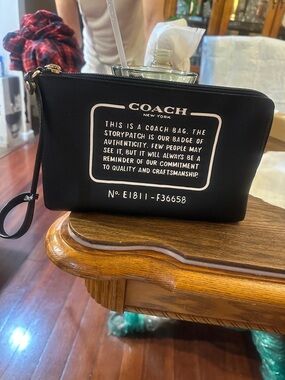 COACH
NEW YORK
THIS IS A COACH BAG. THE
STORYPATCH IS OUR BADGE OF
AUTHENTICITY. FEW PEOPLE MAY
SEE IT, BUT IT WILL ALWAYS BE A
REMINDER OF OUR COMMITMENT
TO QUALITY AND CRAFTSMANSHIP.
Nº. E1811-F36658